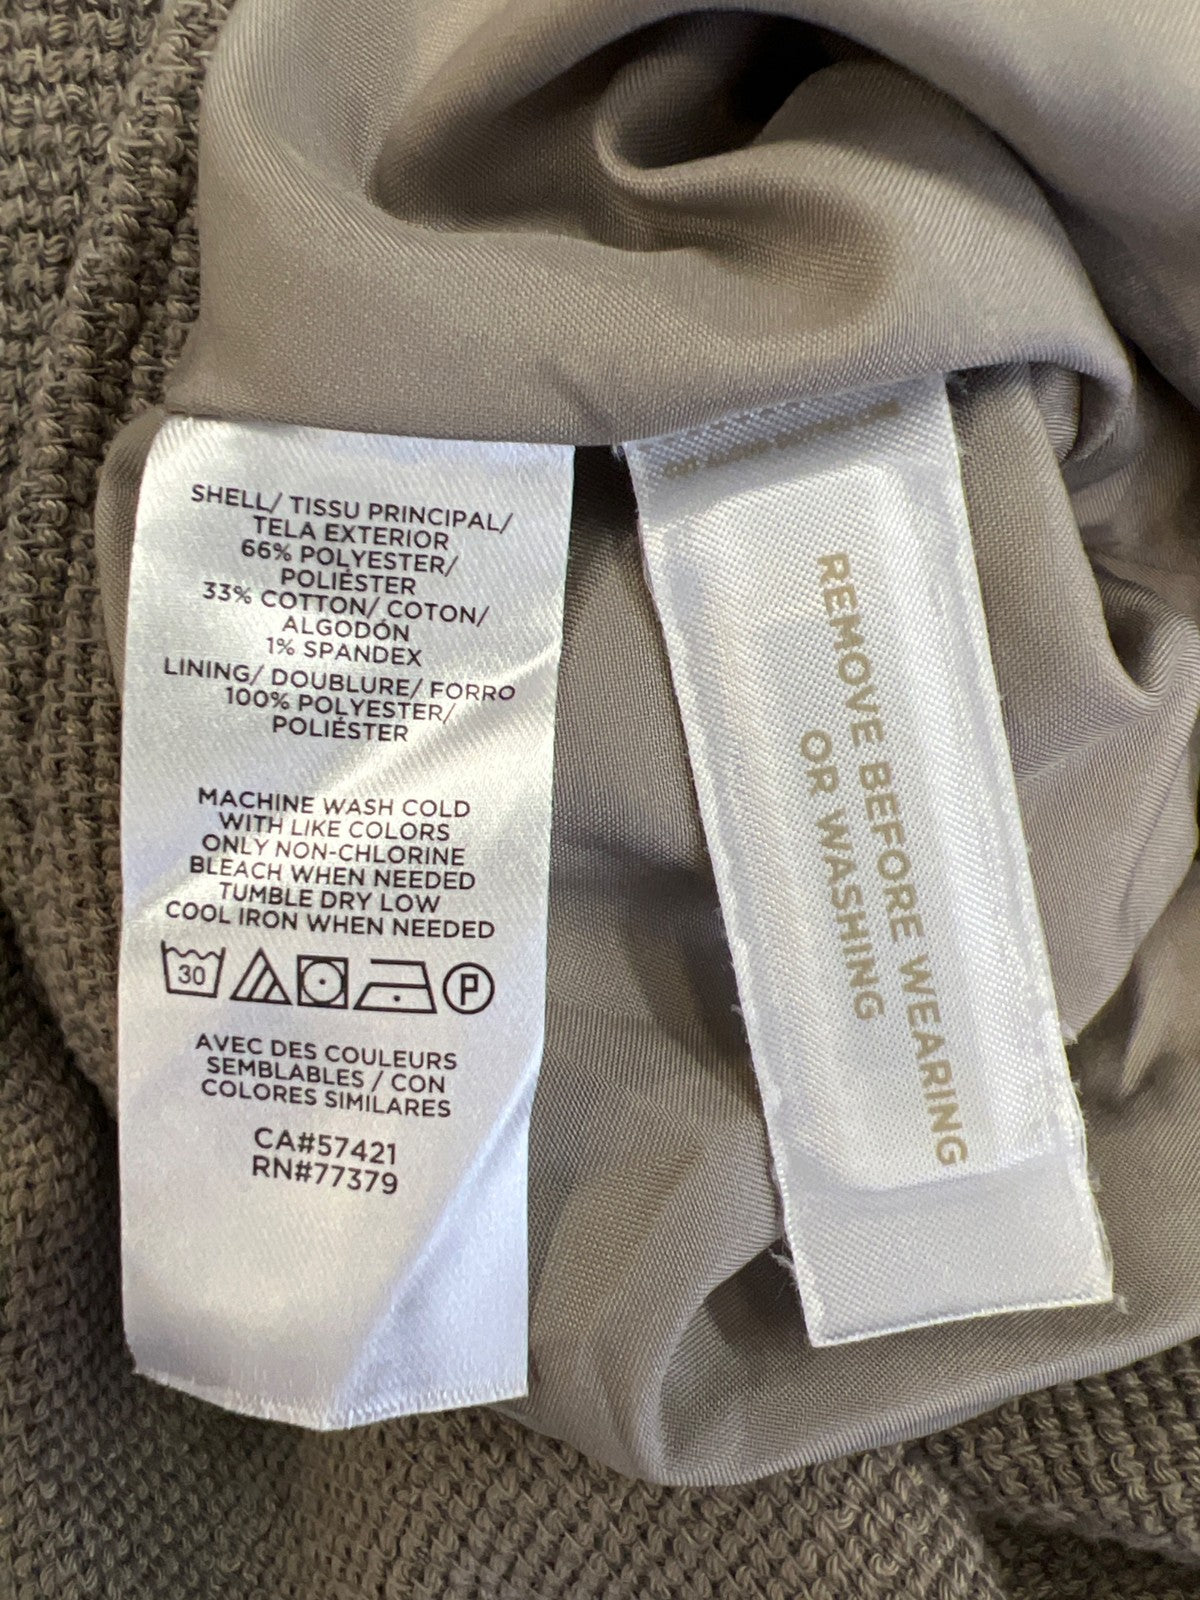 SHELL/ TISSU PRINCIPAL/
TELA EXTERIOR
66% POLYESTER/
POLIÉSTER
33% COTTON/ COTON/
ALGODÓN
1% SPANDEX
LINING/ DOUBLURE/ FORRO
100% POLYESTER/
POLIÉSTER
MACHINE WASH COLD
WITH LIKE COLORS
ONLY NON-CHLORINE
BLEACH WHEN NEEDED
TUMBLE DRY LOW
COOL IRON WHEN NEEDED
30 P
AVEC DES COULEURS
SEMBLABLES / CON
COLORES SIMILARES
CA#57421
RN#77379
REMOVE BEFORE WEARING
OR WASHING